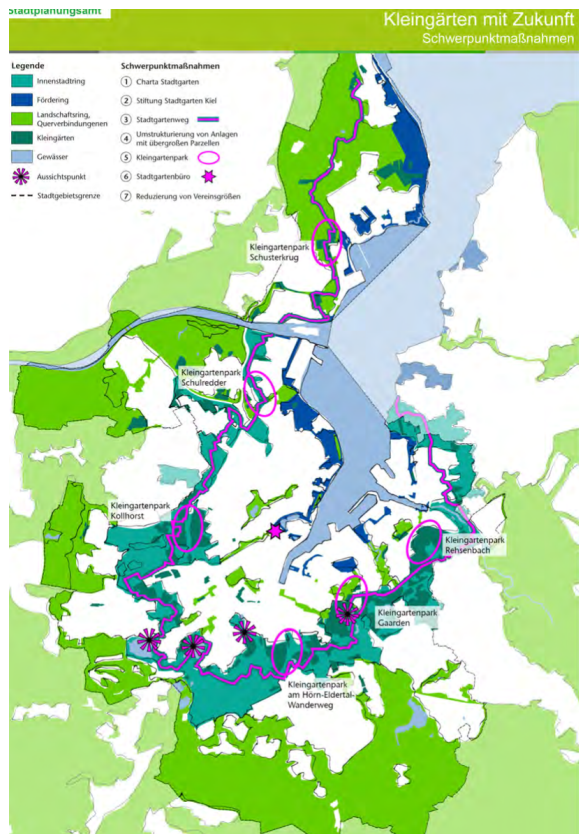 Stadtplanungsamt
Kleingärten mit Zukunft
Schwerpunktmaßnahmen
Legende
Innenstadtring
Fördering
Landschaftsring,
Querverbindungenen
Kleingärten
Gewässer
Aussichtspunkt
Stadtgebietsgrenze
Schwerpunktmaßnahmen
1 Charta Stadtgarten
2 Stiftung Stadtgarten Kiel
3 Stadtgartenweg
4 Umstrukturierung von Anlagen
mit übergroßen Parzellen
5 Kleingartenpark
6 Stadtgartenbüro
7 Reduzierung von Vereinsgrößen
Kleingartenpark
Schusterkrug
Kleingartenpark
Schulredder
Kleingartenpark
Kollhorst
Kleingartenpark
Rehsenbach
Kleingartenpark
Gaarden
Kleingartenpark
am Hörn-Eidertal-
Wanderweg